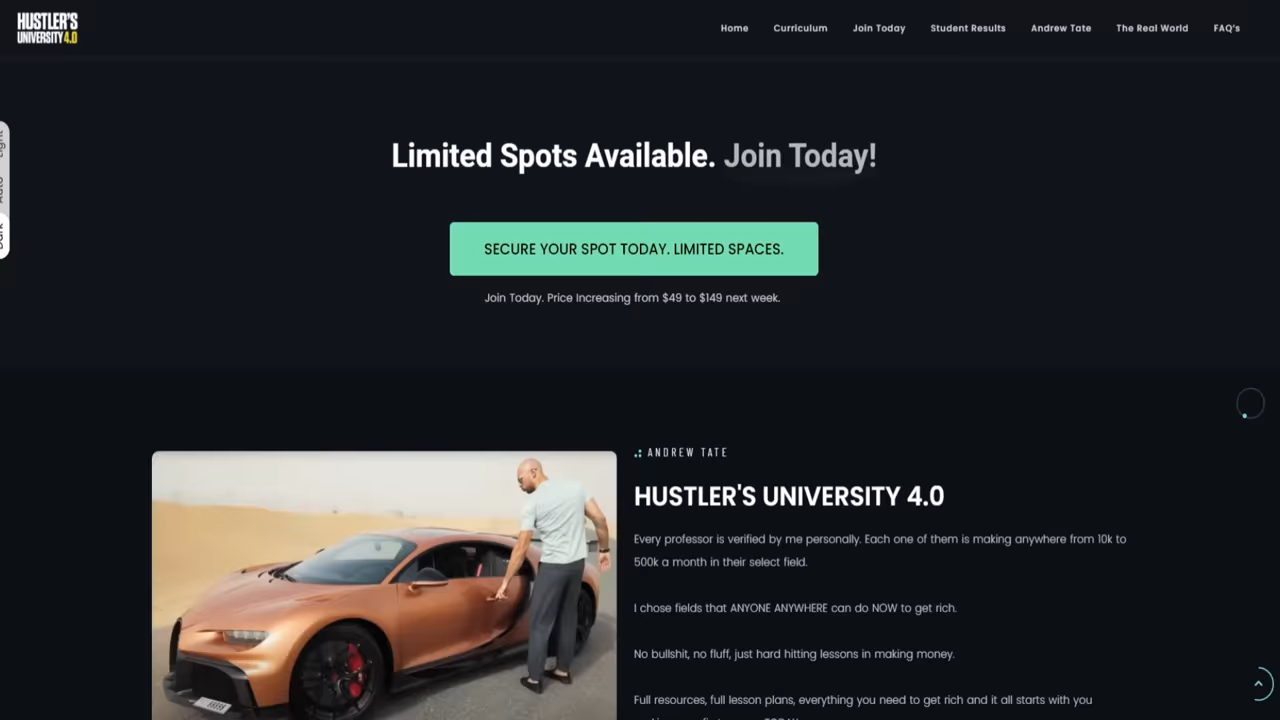 HUSTLER'S
UNIVERSITY 4.0
Home Curriculum Join Today Student Results Andrew Tate The Real World FAQ's
Light
Auto
Dark
Limited Spots Available. Join Today!
SECURE YOUR SPOT TODAY. LIMITED SPACES.
Join Today. Price Increasing from $49 to $149 next week.
ANDREW TATE
HUSTLER'S UNIVERSITY 4.0
Every professor is verified by me personally. Each one of them is making anywhere from 10k to
500k a month in their select field.
I chose fields that ANYONE ANYWHERE can do NOW to get rich.
No bullshit, no fluff, just hard hitting lessons in making money.
Full resources, full lesson plans, everything you need to get rich and it all starts with you